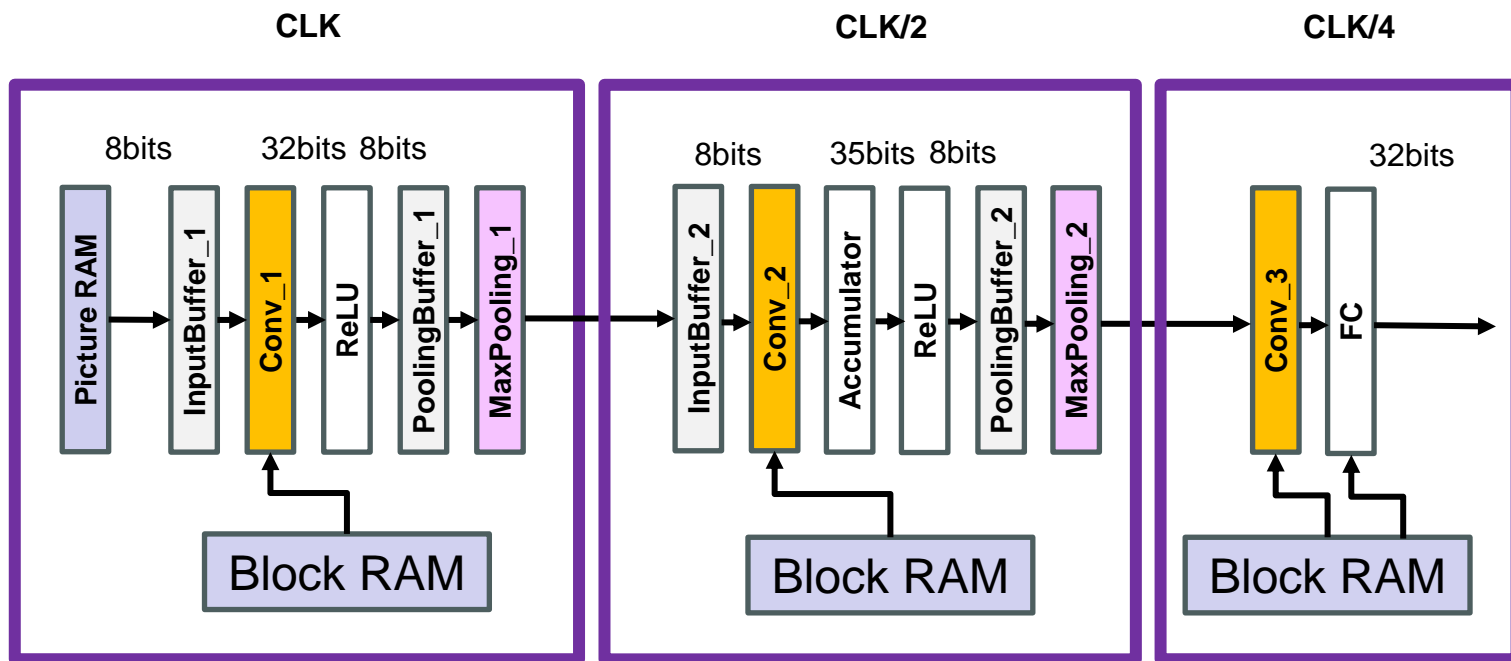 CLK
CLK/2
CLK/4
8bits
32bits
8bits
Picture RAM
InputBuffer_1
Conv_1
ReLU
PoolingBuffer_1
MaxPooling_1
Block RAM
8bits
35bits
8bits
InputBuffer_2
Conv_2
Accumulator
ReLU
PoolingBuffer_2
MaxPooling_2
Block RAM
32bits
Conv_3
FC
Block RAM